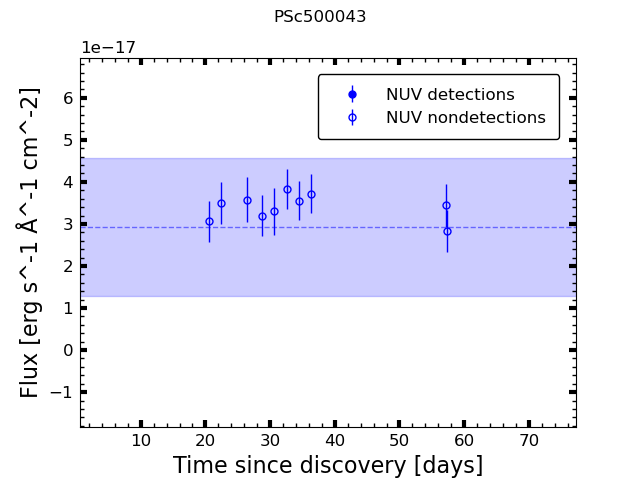 PSc500043
1e−17
NUV detections
NUV nondetections
Flux [erg s^-1 Å^-1 cm^-2]
6
5
4
3
2
1
0
−1
10 20 30 40 50 60 70
Time since discovery [days]